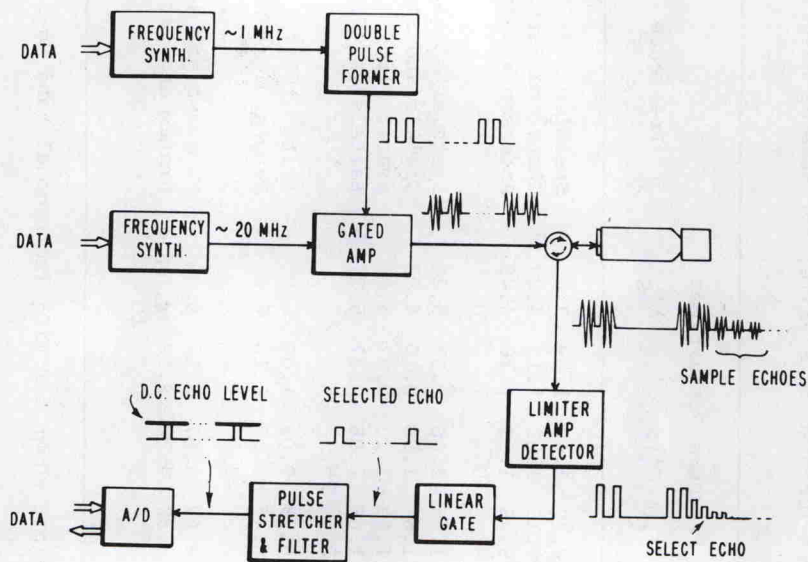 DATA
FREQUENCY
SYNTH.
~1 MHz
DOUBLE
PULSE
FORMER
DATA
FREQUENCY
SYNTH.
~ 20 MHz
GATED
AMP
SAMPLE ECHOES
D.C. ECHO LEVEL
SELECTED ECHO
LIMITER
AMP
DETECTOR
DATA
A/D
PULSE
STRETCHER
& FILTER
LINEAR
GATE
SELECT ECHO